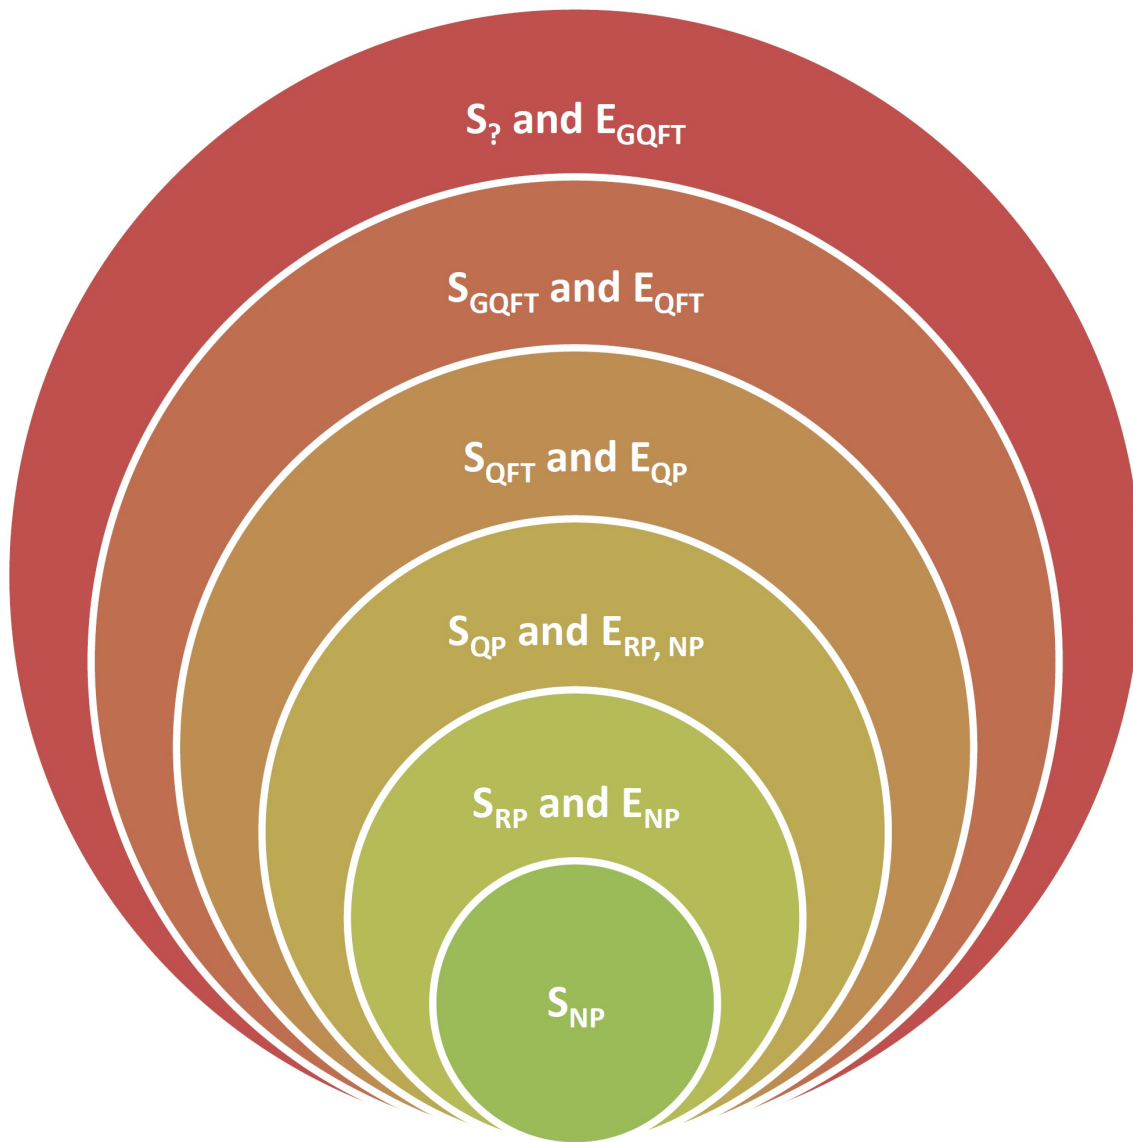 S? and EGQFT
SGQFT and EQFT
SQFT and EQP
SQP and ERP, NP
SRP and ENP
SNP